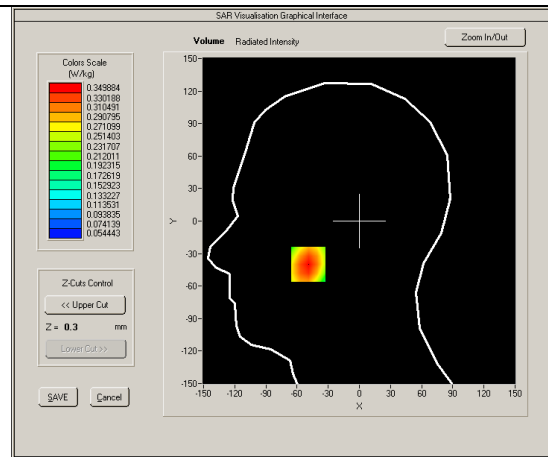 SAR Visualisation Graphical Interface
Volume Radiated Intensity
Zoom In/Out
Colors Scale
(W/kg)
0.349884
0.330188
0.310491
0.290795
0.271099
0.251403
0.231707
0.212011
0.192315
0.172619
0.152923
0.133227
0.113531
0.093835
0.074139
0.054443
Z-Cuts Control
<< Upper Cut
Z = 0.3 mm
Lower Cut >>
SAVE Cancel
150
120
90
60
30
0
-30
-60
-90
-120
-150
Y
-150 -120 -90 -60 -30 0 30 60 90 120 150
X